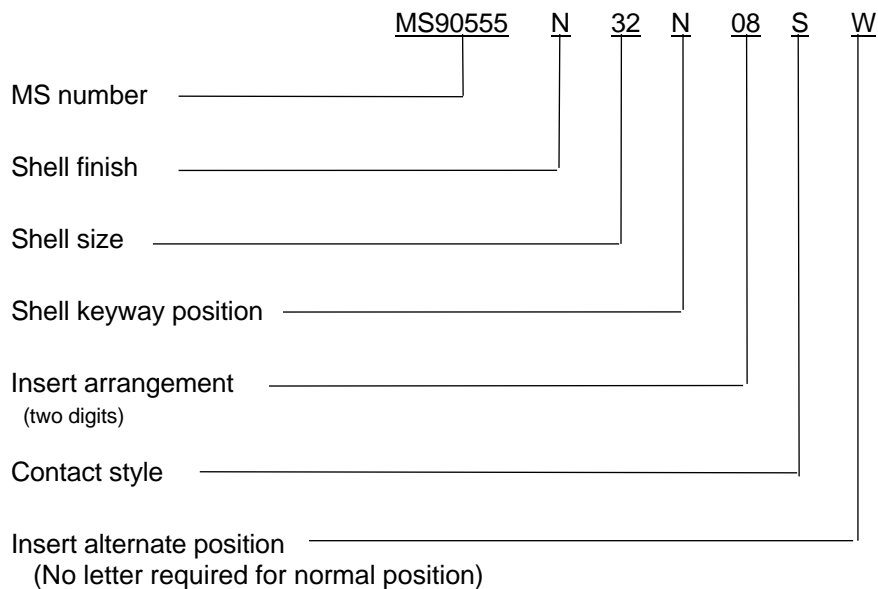 MS90555 N 32 N 08 S W
MS number
Shell finish
Shell size
Shell keyway position
Insert arrangement
(two digits)
Contact style
Insert alternate position
(No letter required for normal position)